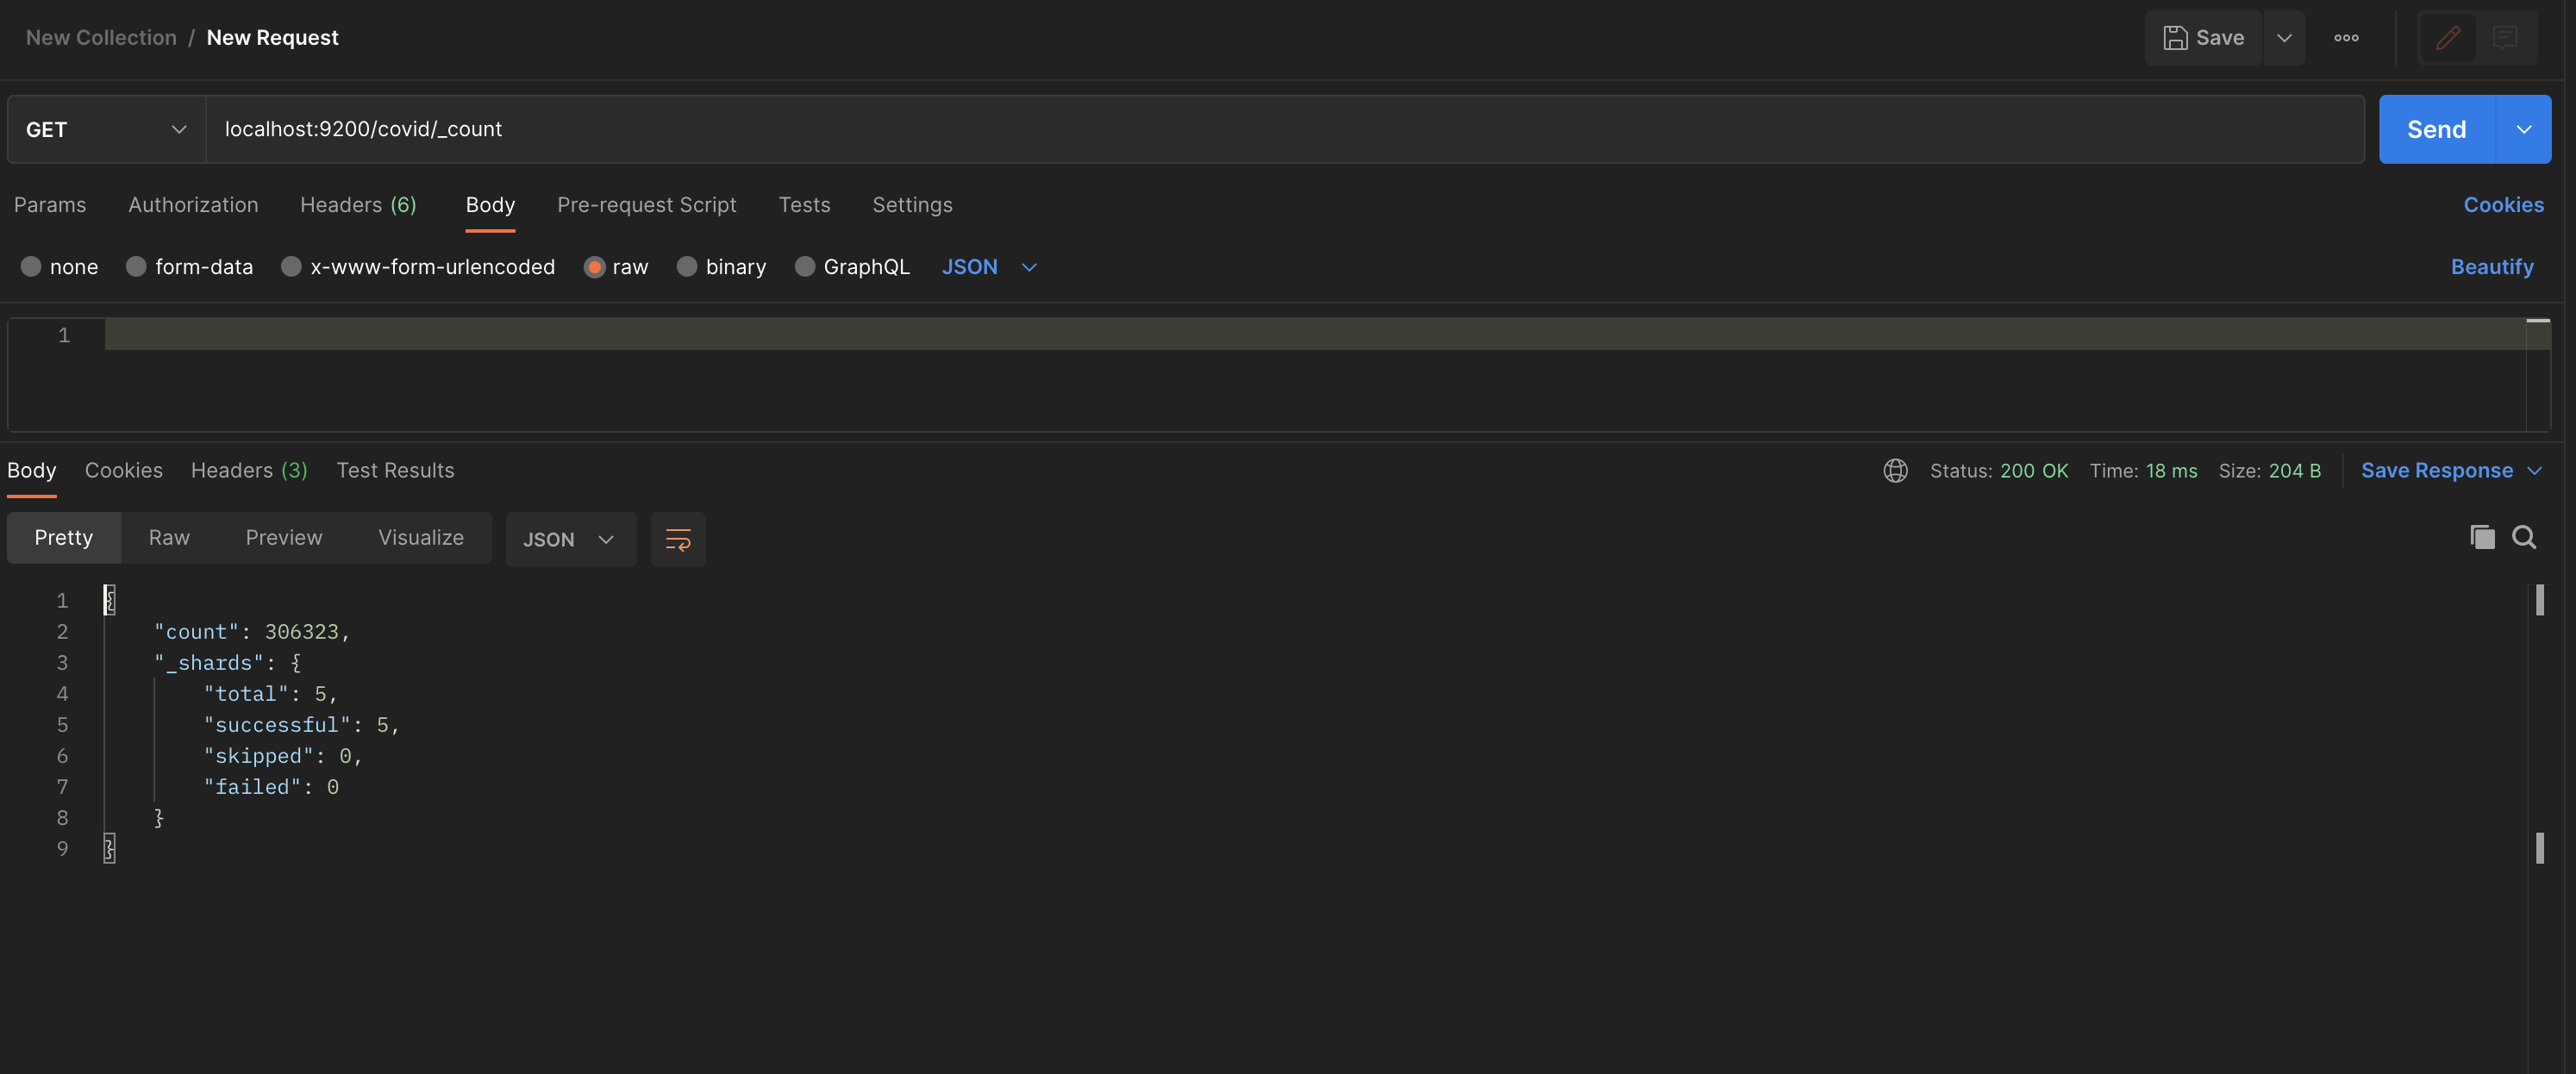 New Collection / New Request
Save
GET
localhost:9200/covid/_count
Send
Params Authorization Headers (6) Body Pre-request Script Tests Settings Cookies
none form-data x-www-form-urlencoded raw binary GraphQL JSON Beautify
1
Body Cookies Headers (3) Test Results Status: 200 OK Time: 18 ms Size: 204 B Save Response
Pretty Raw Preview Visualize JSON
1 {
2 "count": 306323,
3 "_shards": {
4 "total": 5,
5 "successful": 5,
6 "skipped": 0,
7 "failed": 0
8 }
9 }